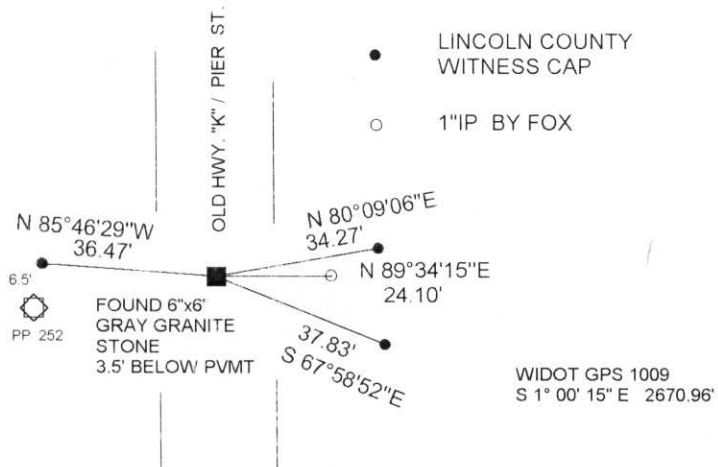 OLD HWY. "K" / PIER ST.
LINCOLN COUNTY
WITNESS CAP
1"IP BY FOX
N 85°46'29"W
36.47'
N 80°09'06"E
34.27'
N 89°34'15"E
24.10'
6.5'
PP 252
FOUND 6"x6'
GRAY GRANITE
STONE
3.5' BELOW PVMT
37.83'
S 67°58'52"E
WIDOT GPS 1009
S 1° 00' 15" E 2670.96'